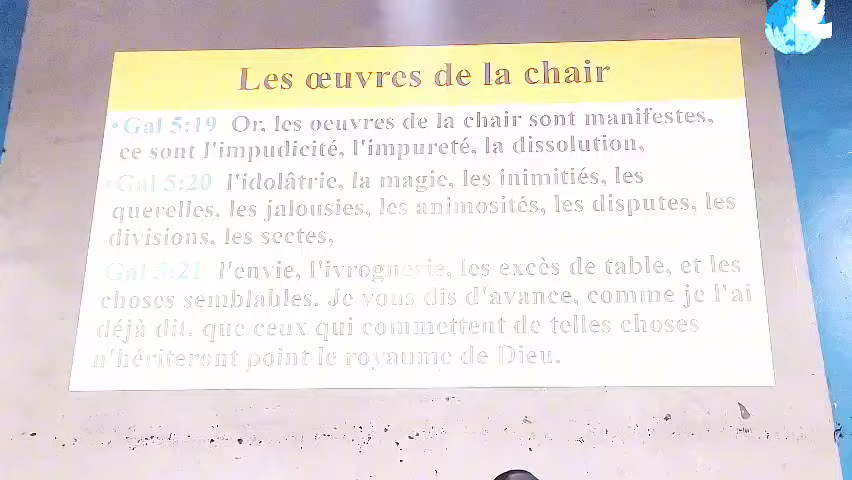 Les œuvres de la chair
• Gal 5:19 Or, les oeuvres de la chair sont manifestes,
ce sont l'impudicité, l'impureté, la dissolution,
• Gal 5:20 l'idolâtrie, la magie, les inimitiés, les
querelles, les jalousies, les animosités, les disputes, les
divisions, les sectes,
Gal 5:21 l'envie, l'ivrognerie, les excès de table, et les
choses semblables. Je vous dis d'avance, comme je l'ai
déjà dit, que ceux qui commettent de telles choses
n'hériteront point le royaume de Dieu.